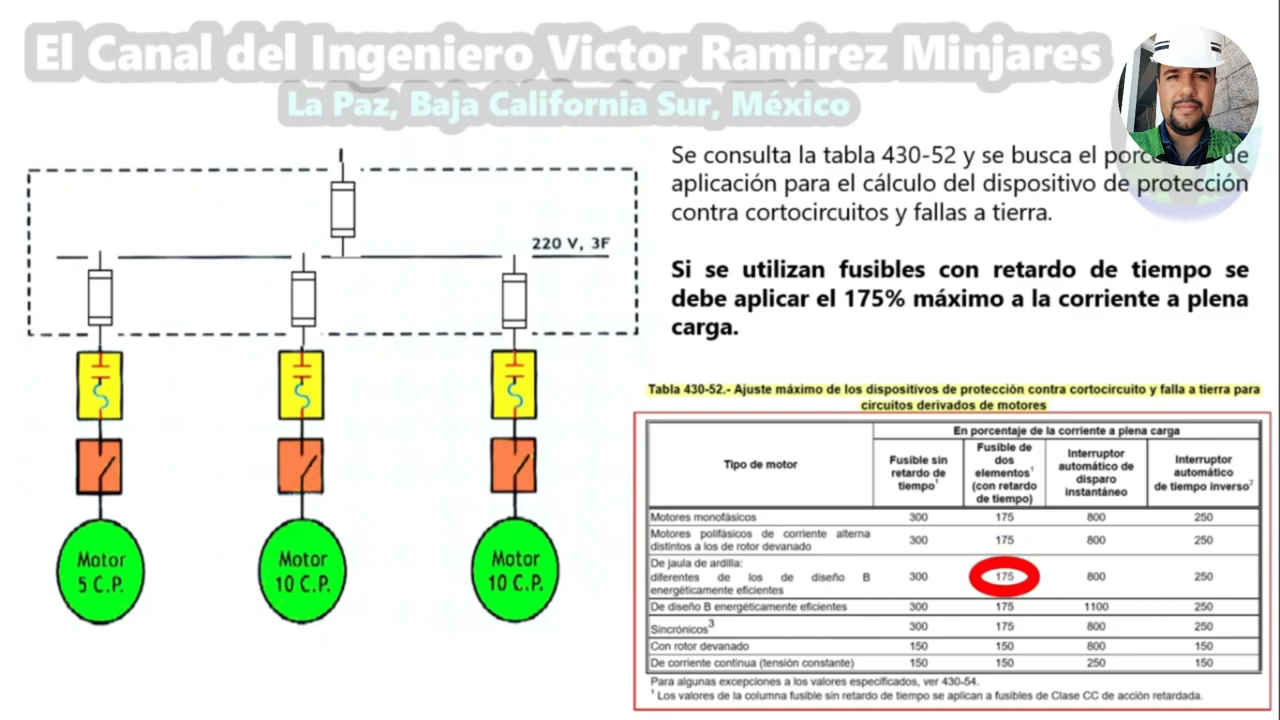 El Canal del Ingeniero Victor Ramirez Minjares
La Paz, Baja California Sur, México
Se consulta la tabla 430-52 y se busca el de
aplicación para el cálculo del dispositivo de protección
contra cortocircuitos y fallas a tierra.
Si se utilizan fusibles con retardo de tiempo se
debe aplicar el 175% máximo a la corriente a plena
carga.
220 V, 3F
Motor
5 C.P.
Motor
10 C.P.
Motor
10 C.P.
Tabla 430-52.- Ajuste máximo de los dispositivos de protección contra cortocircuito y falla a tierra para
circuitos derivados de motores
En porcentaje de la corriente a plena carga
Tipo de motor
Fusible sin
retardo de
tiempo1
Fusible de
dos
elementos1
(con retardo
de tiempo)
Interruptor
automático de
disparo
instantáneo
Interruptor
automático
de tiempo inverso2
Motores monofásicos 300 175 800 250
Motores polifásicos de corriente alterna
distintos a los de rotor devanado 300 175 800 250
De jaula de ardilla:
diferentes de los de diseño B 300 175 800 250
energéticamente eficientes
De diseño B energéticamente eficientes 300 175 1100 250
Sincrónicos3 300 175 800 250
Con rotor devanado 150 150 800 150
De corriente continua (tensión constante) 150 150 250 150
Para algunas excepciones a los valores especificados, ver 430-54.
1 Los valores de la columna fusible sin retardo de tiempo se aplican a fusibles de Clase CC de acción retardada.